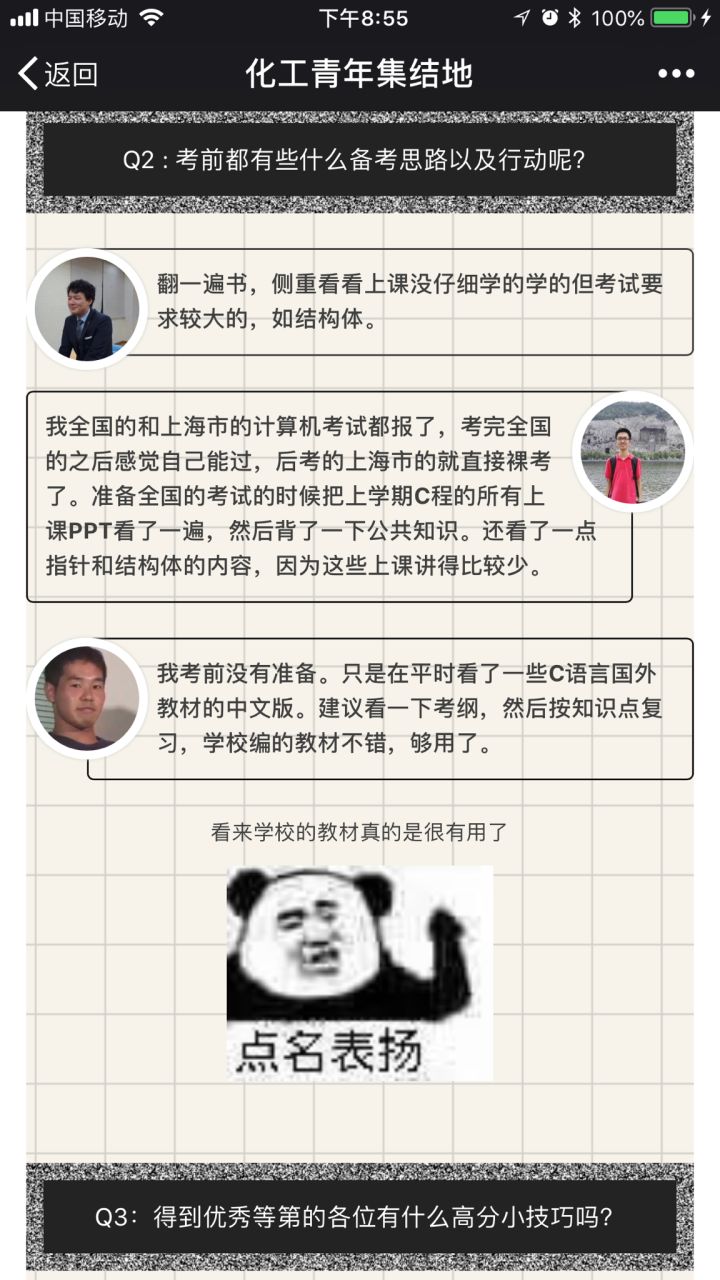 中国移动 下午8:55 100%
返回 化工青年集结地
Q2 : 考前都有些什么备考思路以及行动呢?
翻一遍书，侧重看看上课没仔细学的学的但考试要
求较大的，如结构体。
我全国的和上海市的计算机考试都报了，考完全国
的之后感觉自己能过，后考的上海市的就直接裸考
了。准备全国的考试的时候把上学期C程的所有上
课PPT看了一遍，然后背了一下公共知识。还看了一点
指针和结构体的内容，因为这些上课讲得比较少。
我考前没有准备。只是在平时看了一些C语言国外
教材的中文版。建议看一下考纲，然后按知识点复
习，学校编的教材不错，够用了。
看来学校的教材真的是很有用了
点名表扬
Q3：得到优秀等第的各位有什么高分小技巧吗?